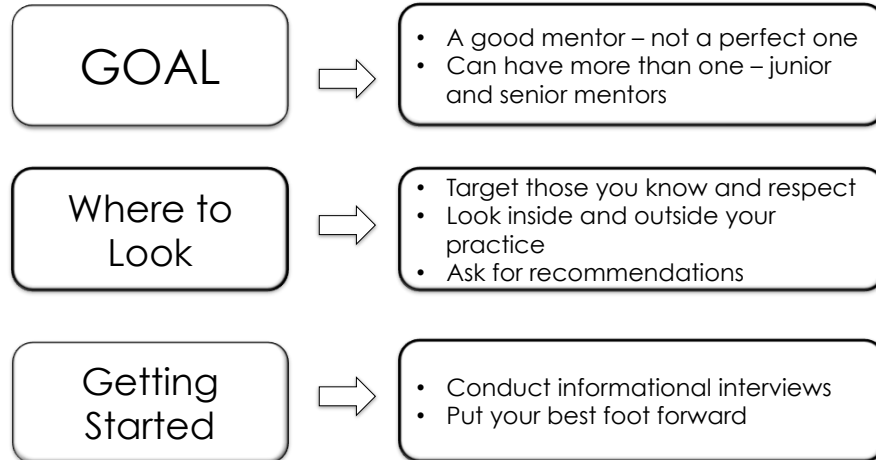 GOAL
• A good mentor – not a perfect one
• Can have more than one – junior
and senior mentors
Where to
Look
• Target those you know and respect
• Look inside and outside your
practice
• Ask for recommendations
Getting
Started
• Conduct informational interviews
• Put your best foot forward